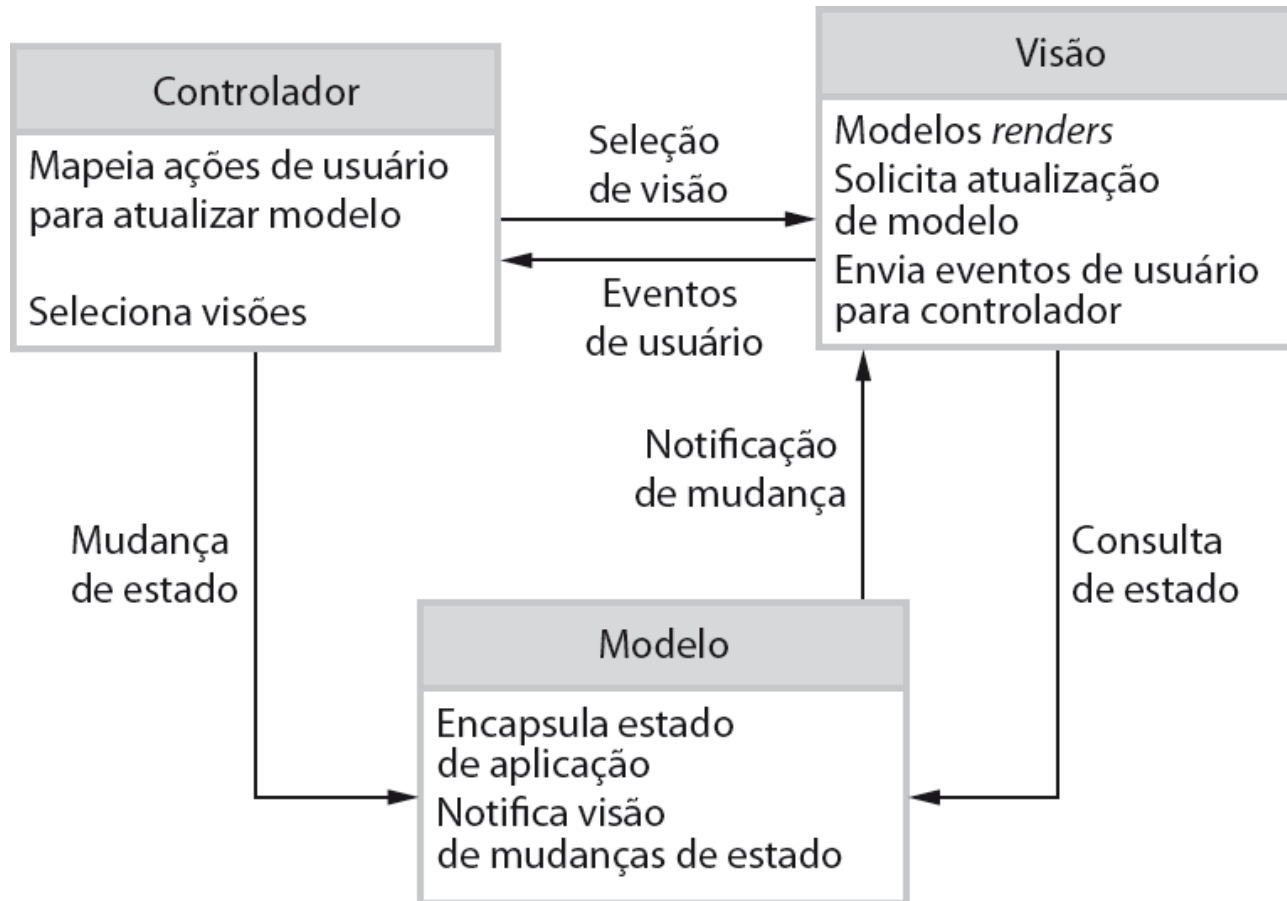 Controlador
Mapeia ações de usuário
para atualizar modelo
Seleciona visões
Seleção
de visão
Eventos
de usuário
Visão
Modelos renders
Solicita atualização
de modelo
Envia eventos de usuário
para controlador
Mudança
de estado
Notificação
de mudança
Consulta
de estado
Modelo
Encapsula estado
de aplicação
Notifica visão
de mudanças de estado